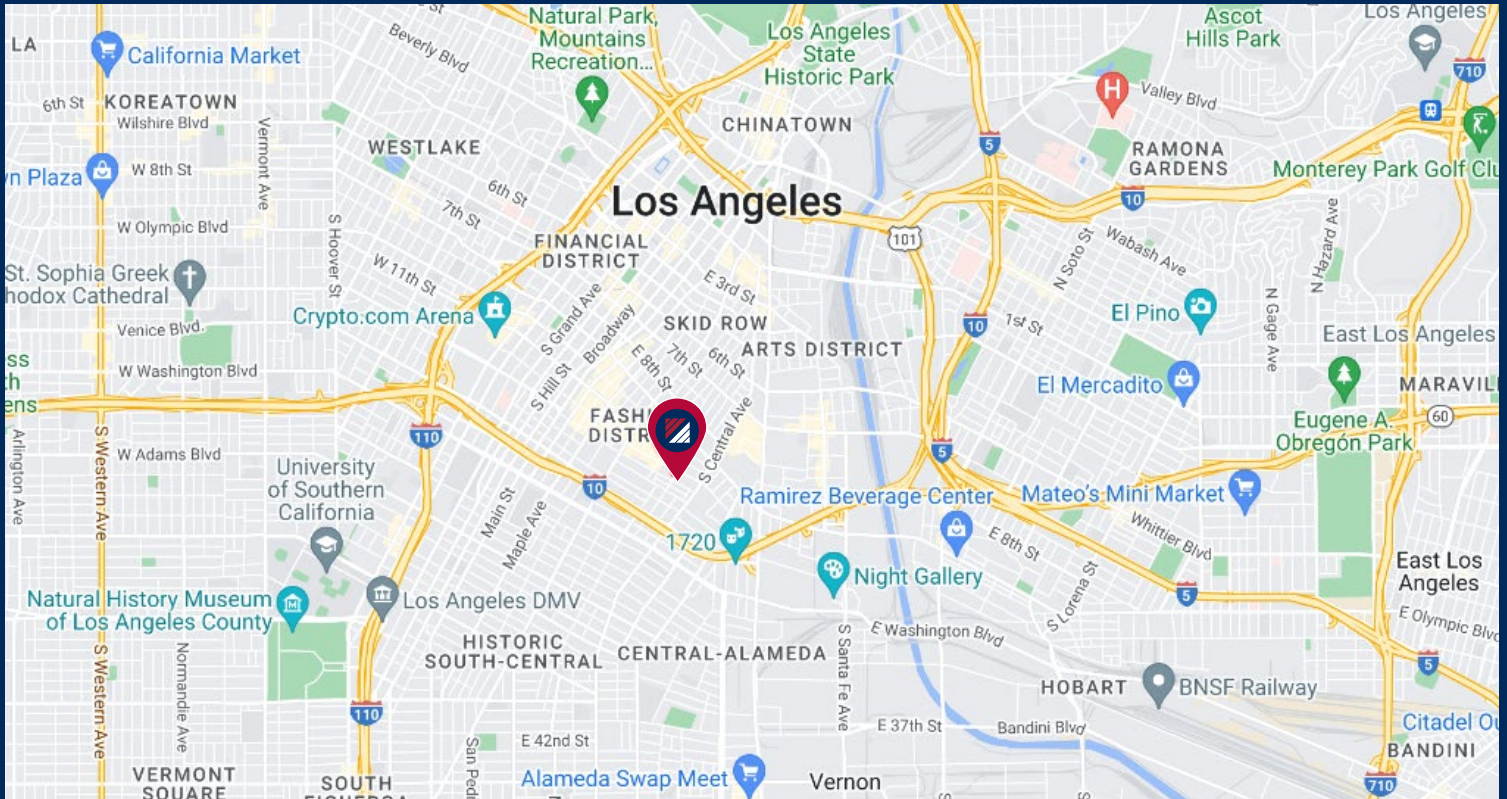 LA
California Market
6th St
KOREATOWN
Wilshire Blvd
Vermont Ave
W 8th St
Plaza
W Olympic Blvd
St. Sophia Greek
Cathedral
Venice Blvd.
W Washington Blvd
S Hoover St
W 11th St
Beverly Blvd
St
WESTLAKE
6th St
7th St
Natural Park,
Mountains
Recreation...
Los Angeles
State
Historic Park
CHINATOWN
Los Angeles
FINANCIAL
DISTRICT
Crypto.com Arena
S Grand Ave
Broadway
S Hill St
E 3rd St
SKID ROW
E 8th St
7th St
6th St
ARTS DISTRICT
S Central Ave
101
5
10
10
5
Ascot
Hills Park
Los Angeles
710
H
Valley Blvd
RAMONA
GARDENS
Monterey Park Golf
N Soto St
Wabash Ave
N Hazard Ave
N Gage Ave
1st St
El Pino
East Los Angeles
El Mercadito
Eugene A.
Obregón Park
60
Arlington Ave
S Western Ave
W Adams Blvd
110
10
University
of Southern
California
Main St
Maple Ave
1720
Ramirez Beverage Center
Mateo's Mini Market
Night Gallery
E 8th St
Whittier Blvd
S Lorena St
5
East Los
Angeles
E Olympic
5
Natural History Museum
of Los Angeles County
Los Angeles DMV
HISTORIC
SOUTH-CENTRAL
CENTRAL-ALAMEDA
S Santa Fe Ave
E Washington Blvd
HOBART
BNSF Railway
S Western Ave
Normandie Ave
110
E 37th St
Bandini Blvd
Citadel
BANDINI
710
E 42nd St
Alameda Swap Meet
Vernon
VERMONT
SQUARE
SOUTH